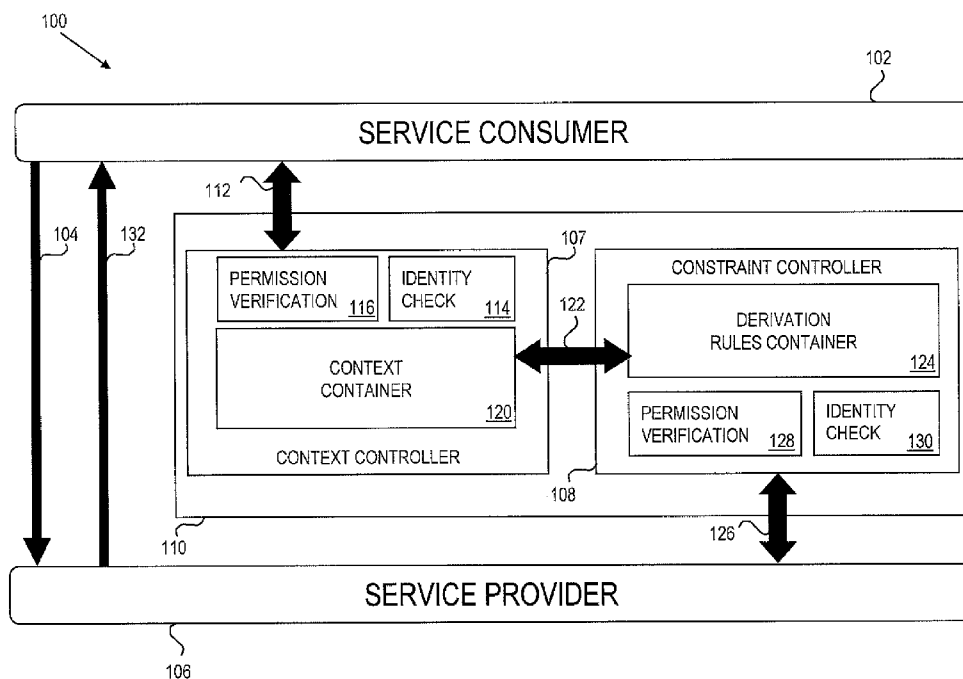 100
102
SERVICE CONSUMER
112
104
132
107
PERMISSION
VERIFICATION 116
IDENTITY
CHECK 114
CONSTRAINT CONTROLLER
122
DERIVATION
RULES CONTAINER
124
CONTEXT
CONTAINER
120
PERMISSION
VERIFICATION 128
IDENTITY
CHECK 130
CONTEXT CONTROLLER
108
110
126
SERVICE PROVIDER
106